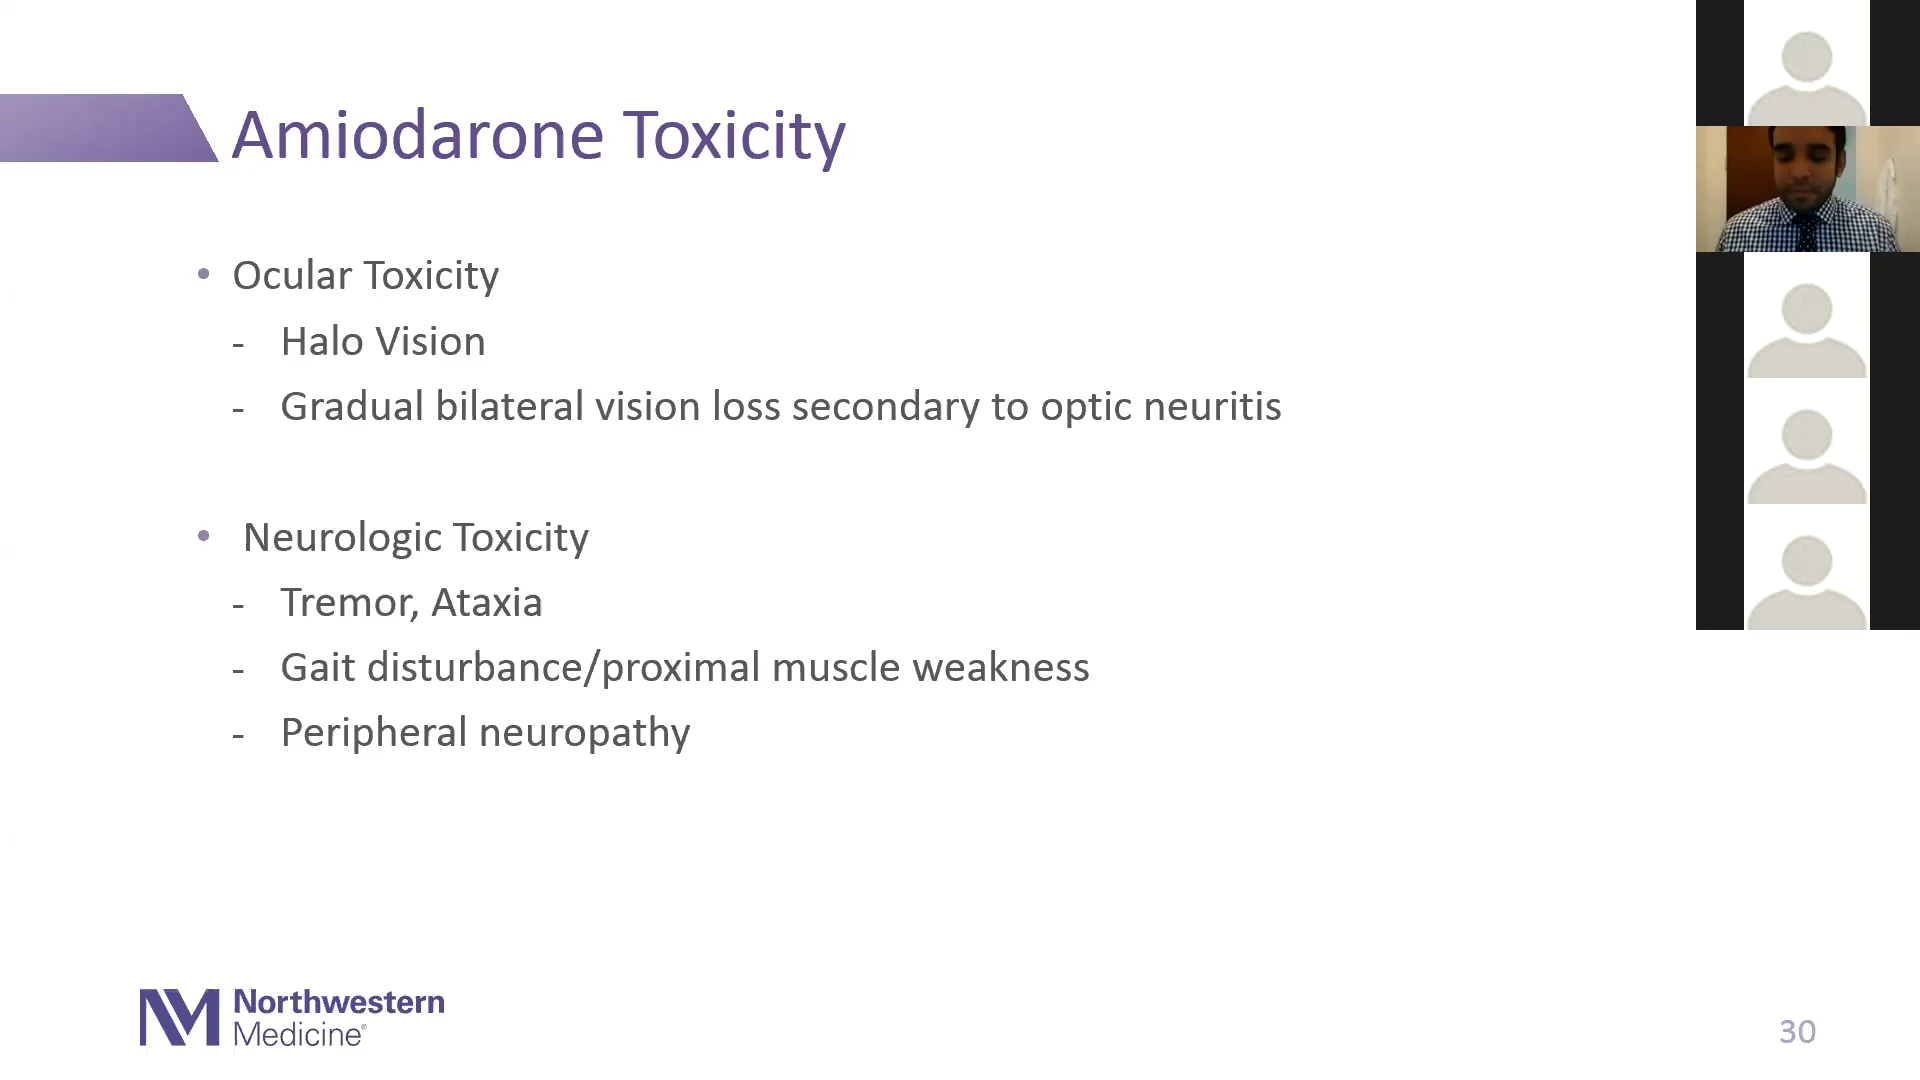 Amiodarone Toxicity
• Ocular Toxicity
- Halo Vision
- Gradual bilateral vision loss secondary to optic neuritis
• Neurologic Toxicity
- Tremor, Ataxia
- Gait disturbance/proximal muscle weakness
- Peripheral neuropathy
NM Northwestern
Medicine®
30